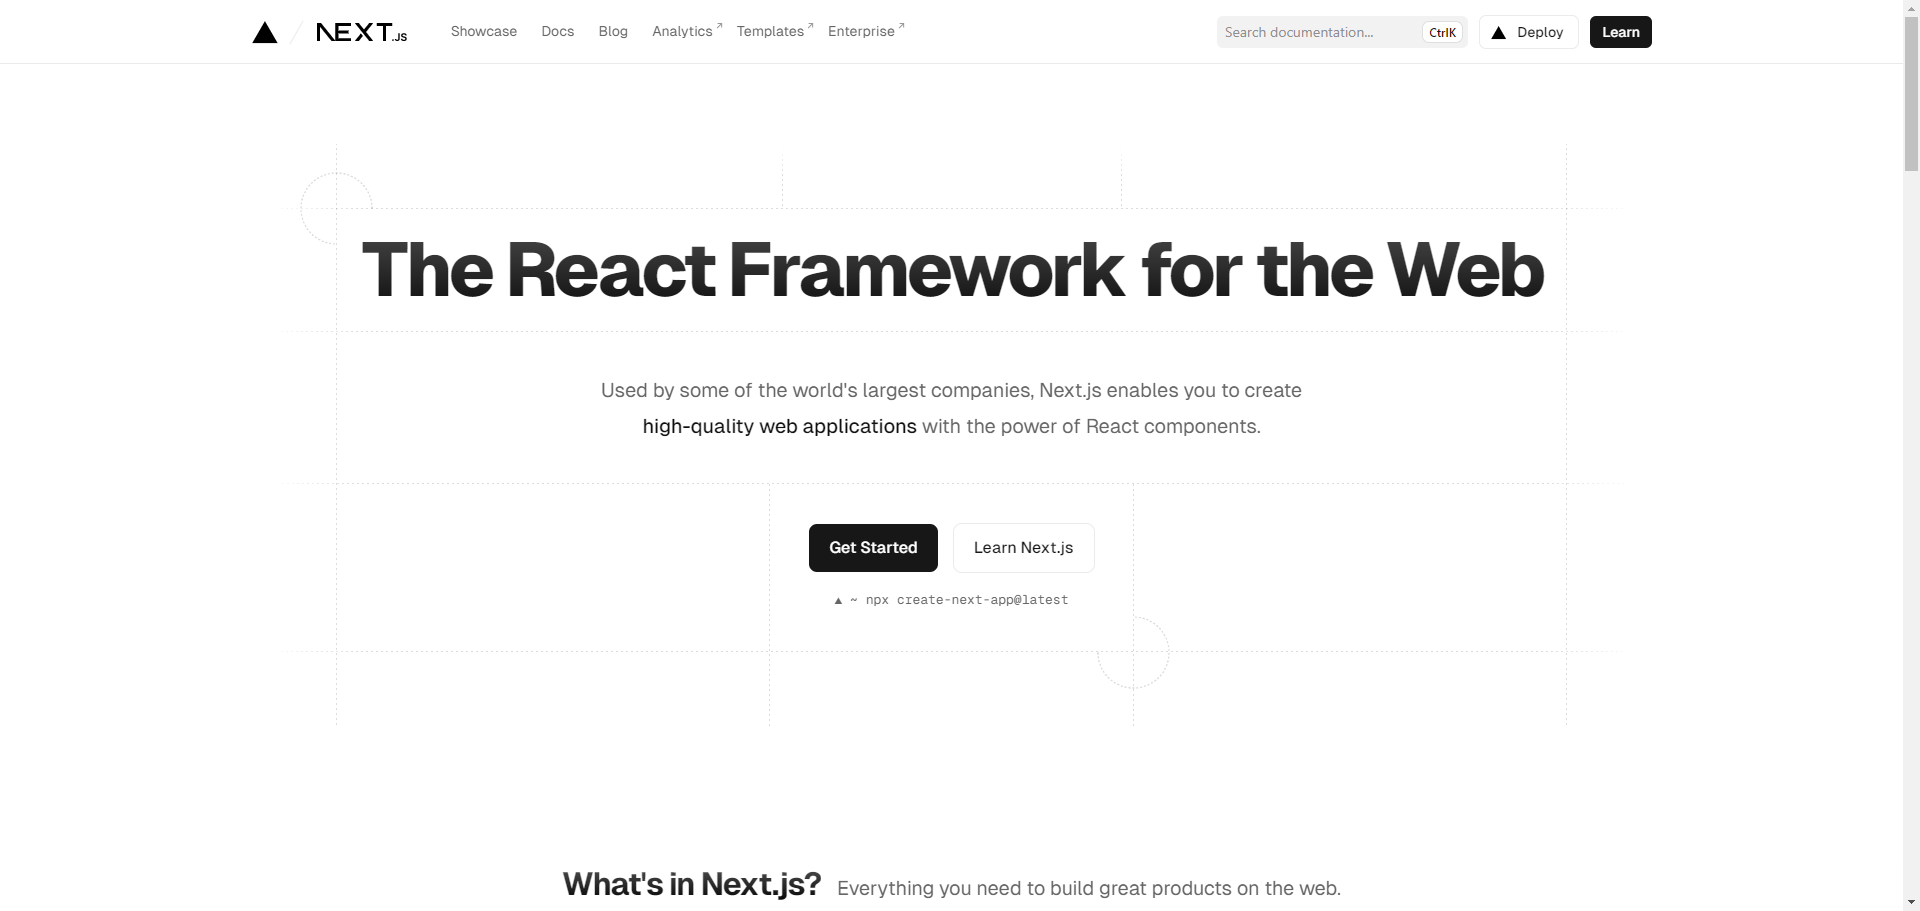 NEXT.JS
Showcase
Docs
Blog
Analytics
Templates
Enterprise
Search documentation...
CtrlK
Deploy
Learn
The React Framework for the Web
Used by some of the world's largest companies, Next.js enables you to create
high-quality web applications with the power of React components.
Get Started
Learn Next.js
▲ ~ npx create-next-app@latest
What's in Next.js? Everything you need to build great products on the web.